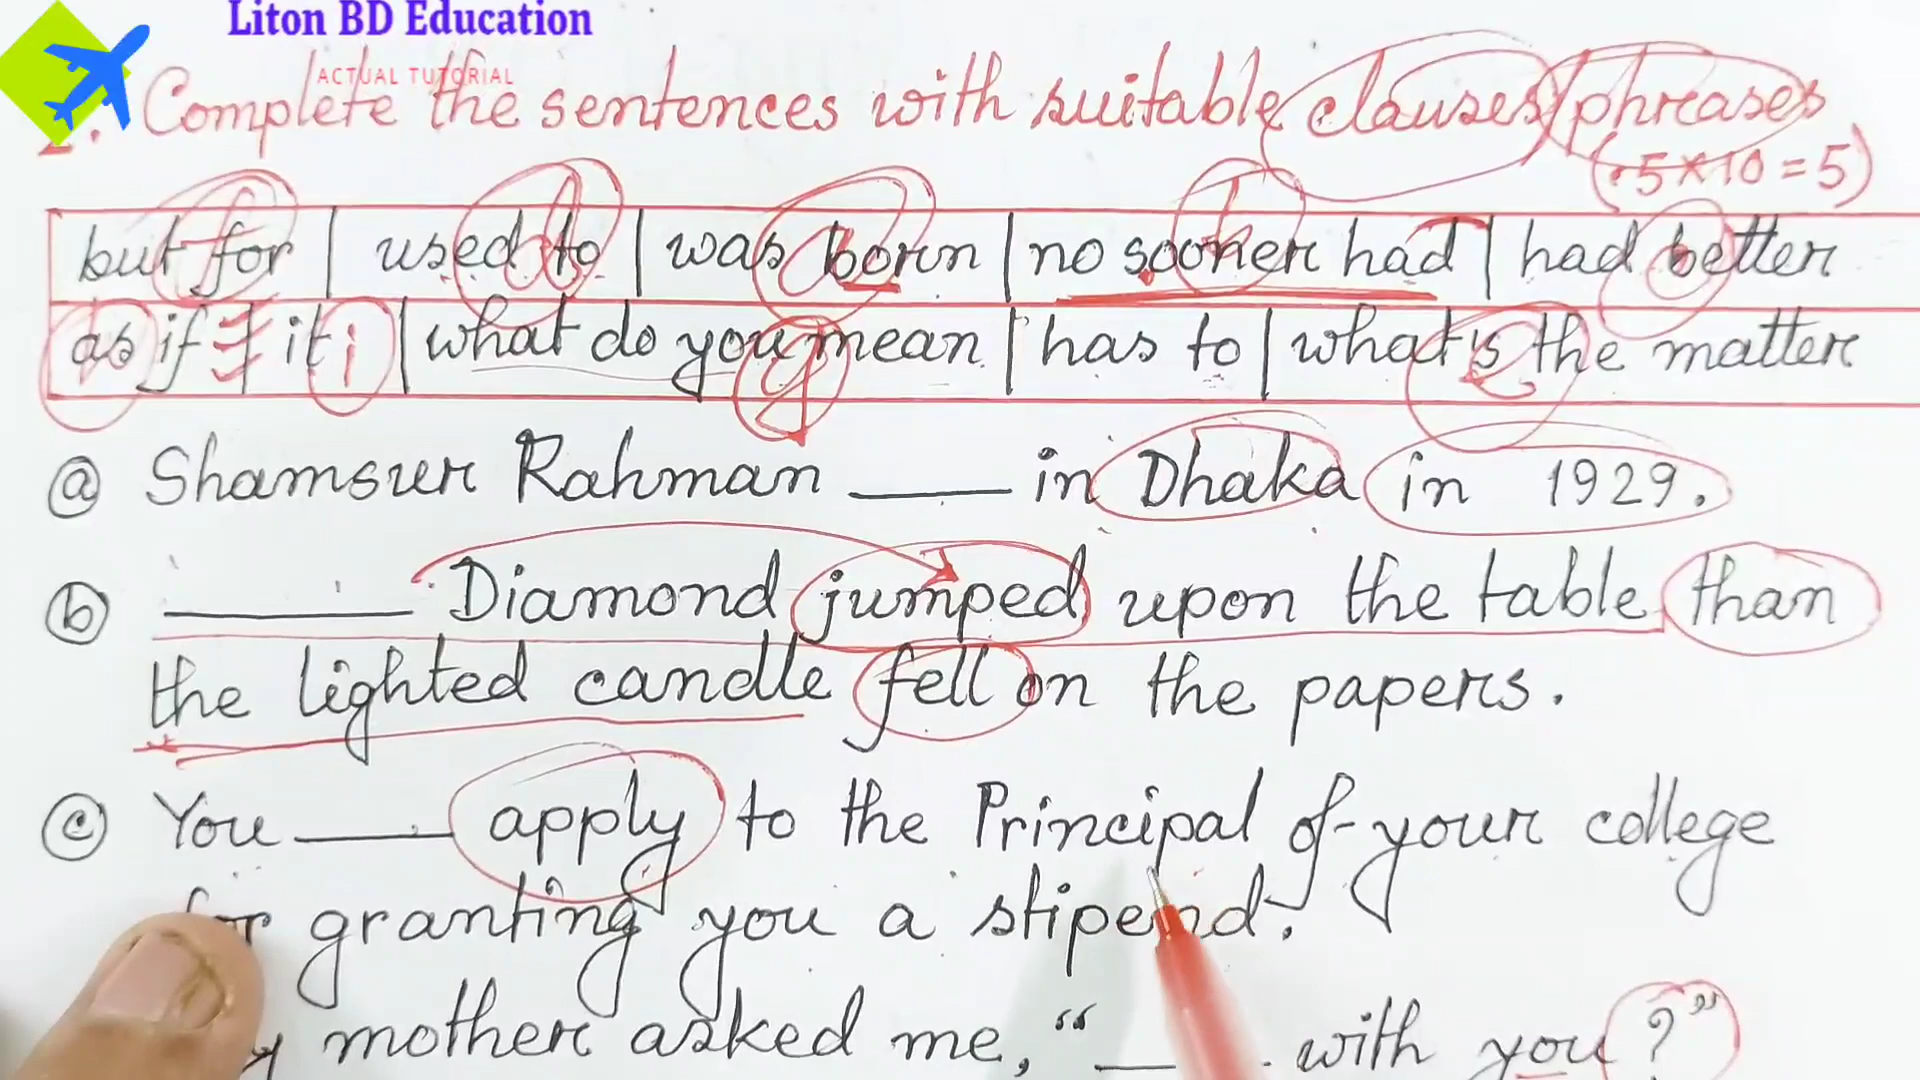 Liton BD Education
ACTUAL TUTORIAL
Complete the sentences with suitable clauses/phrases
(.5×10=5)
but for | used to | was born | no sooner had | had better
as if | it | what do you mean | has to | what's the matter
(a) Shamsur Rahman ____ in Dhaka in 1929.
(b) ____ Diamond jumped upon the table than
the lighted candle fell on the papers.
(c) You ____ apply to the Principal of your college
for granting you a stipend.
mother asked me, "____ with you?"